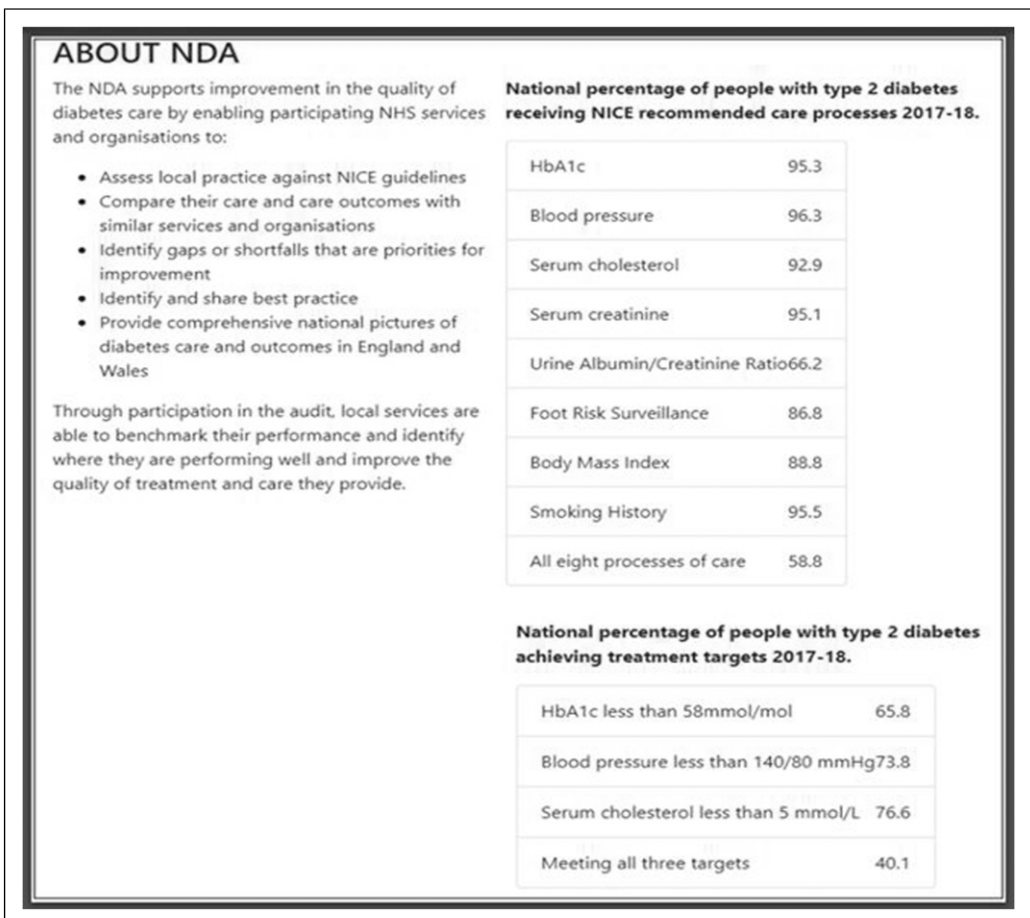 ABOUT NDA
The NDA supports improvement in the quality of
diabetes care by enabling participating NHS services
and organisations to:
• Assess local practice against NICE guidelines
• Compare their care and care outcomes with
similar services and organisations
• Identify gaps or shortfalls that are priorities for
improvement
• Identify and share best practice
• Provide comprehensive national pictures of
diabetes care and outcomes in England and
Wales
Through participation in the audit, local services are
able to benchmark their performance and identify
where they are performing well and improve the
quality of treatment and care they provide.
National percentage of people with type 2 diabetes
receiving NICE recommended care processes 2017-18.
HbA1c 95.3
Blood pressure 96.3
Serum cholesterol 92.9
Serum creatinine 95.1
Urine Albumin/Creatinine Ratio66.2
Foot Risk Surveillance 86.8
Body Mass Index 88.8
Smoking History 95.5
All eight processes of care 58.8
National percentage of people with type 2 diabetes
achieving treatment targets 2017-18.
HbA1c less than 58mmol/mol 65.8
Blood pressure less than 140/80 mmHg73.8
Serum cholesterol less than 5 mmol/L 76.6
Meeting all three targets 40.1